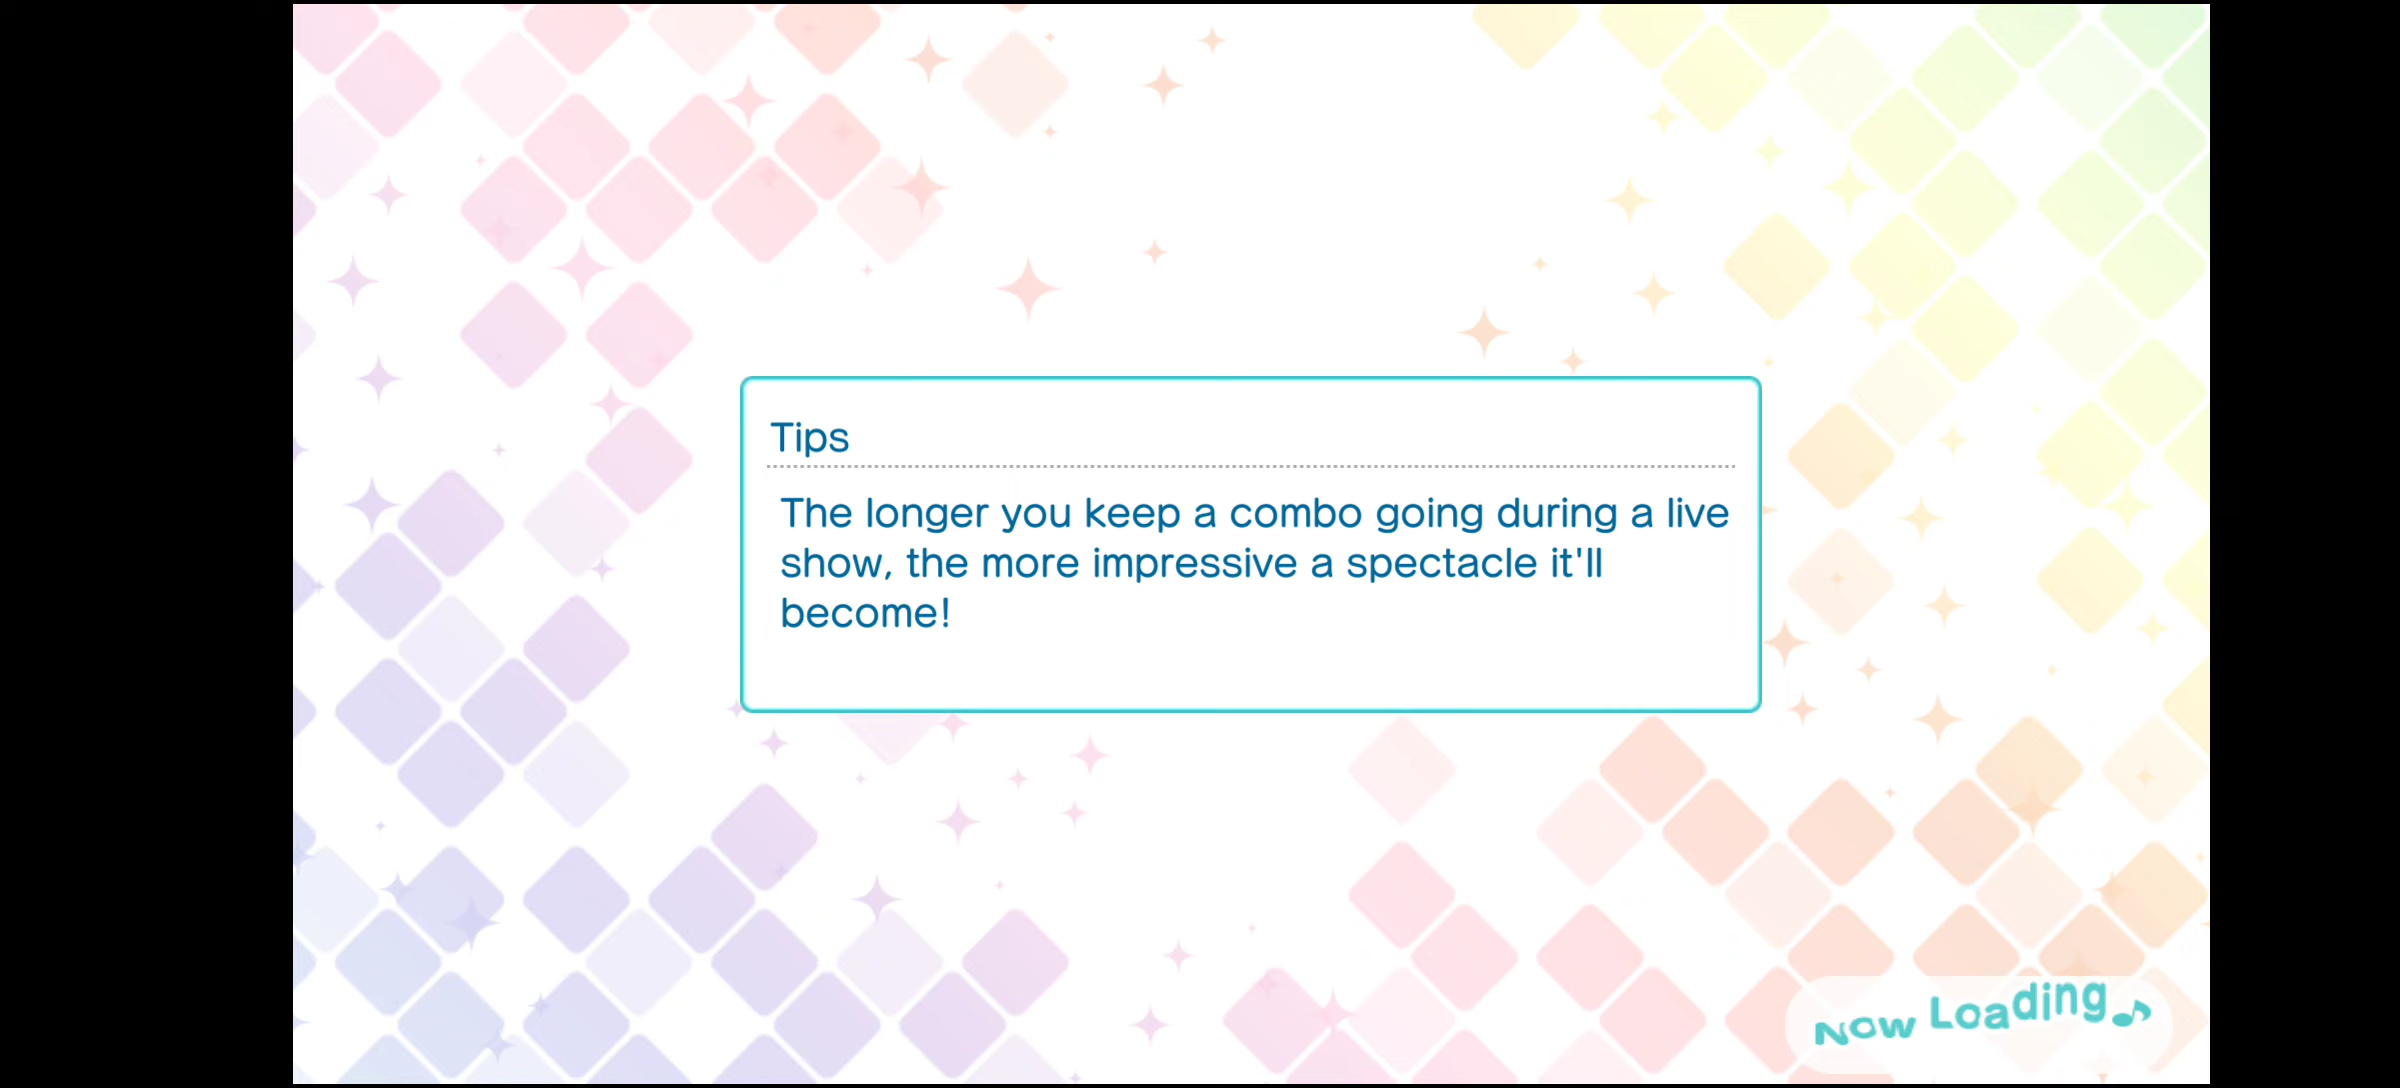 Tips
The longer you keep a combo going during a live
show, the more impressive a spectacle it'll
become!
Now Loading♪